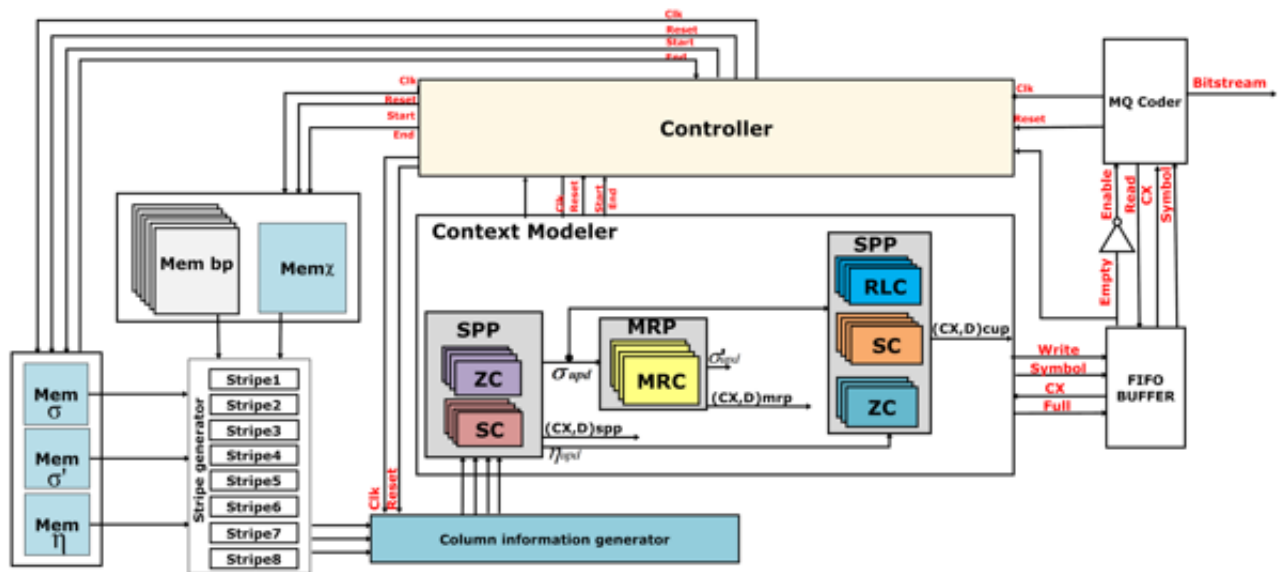 Clk
Reset
Start
End
Clk
Reset
Start
End
Controller
Clk
Reset
MQ Coder
Bitstream
Enable
Read
CX
Symbol
Empty
Clk
Reset
Start
End
Mem bp
Memχ
Context Modeler
SPP
ZC
SC
σupd
MRP
MRC
σ'upd
(CX,D)mrp
(CX,D)spp
ηupd
SPP
RLC
SC
ZC
(CX,D)cup
Write
Symbol
CX
Full
FIFO
BUFFER
Mem
σ
Mem
σ'
Mem
η
Stripe generator
Stripe1
Stripe2
Stripe3
Stripe4
Stripe5
Stripe6
Stripe7
Stripe8
Clk
Reset
Column information generator